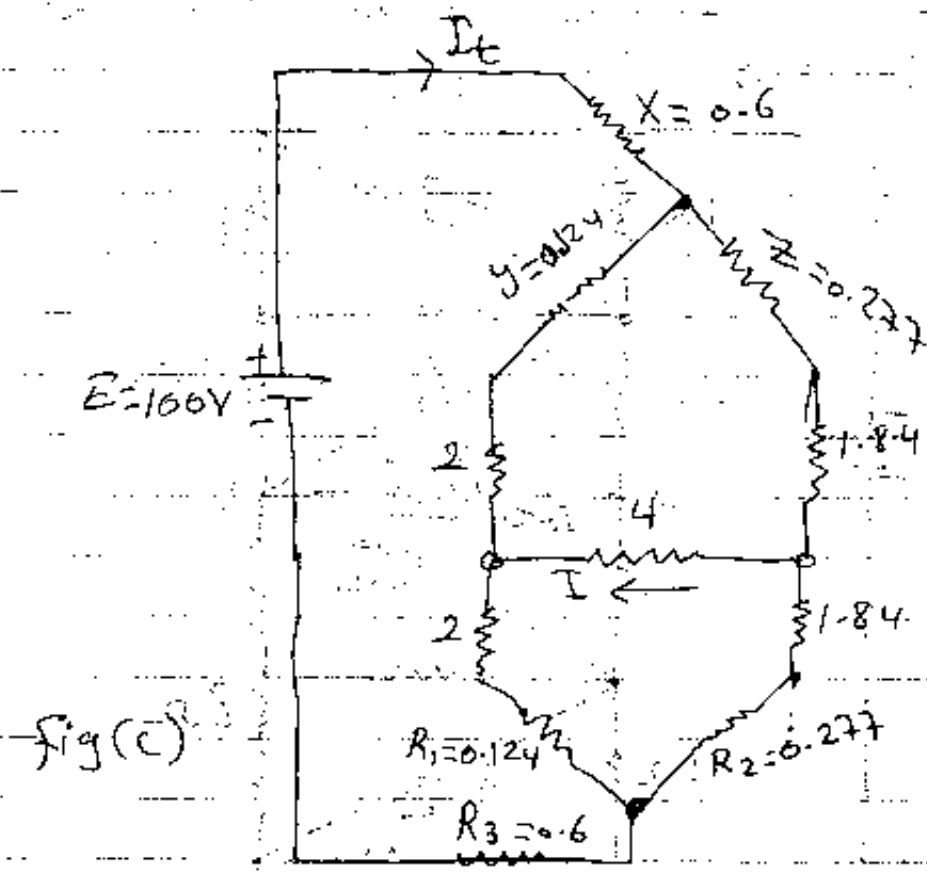 It
X = 0.6
y=0.124
Z=0.277
+
E=100V
-
2
1.84
4
I
2
1.84
fig(c)
R1=0.124
R2=0.277
R3=0.6